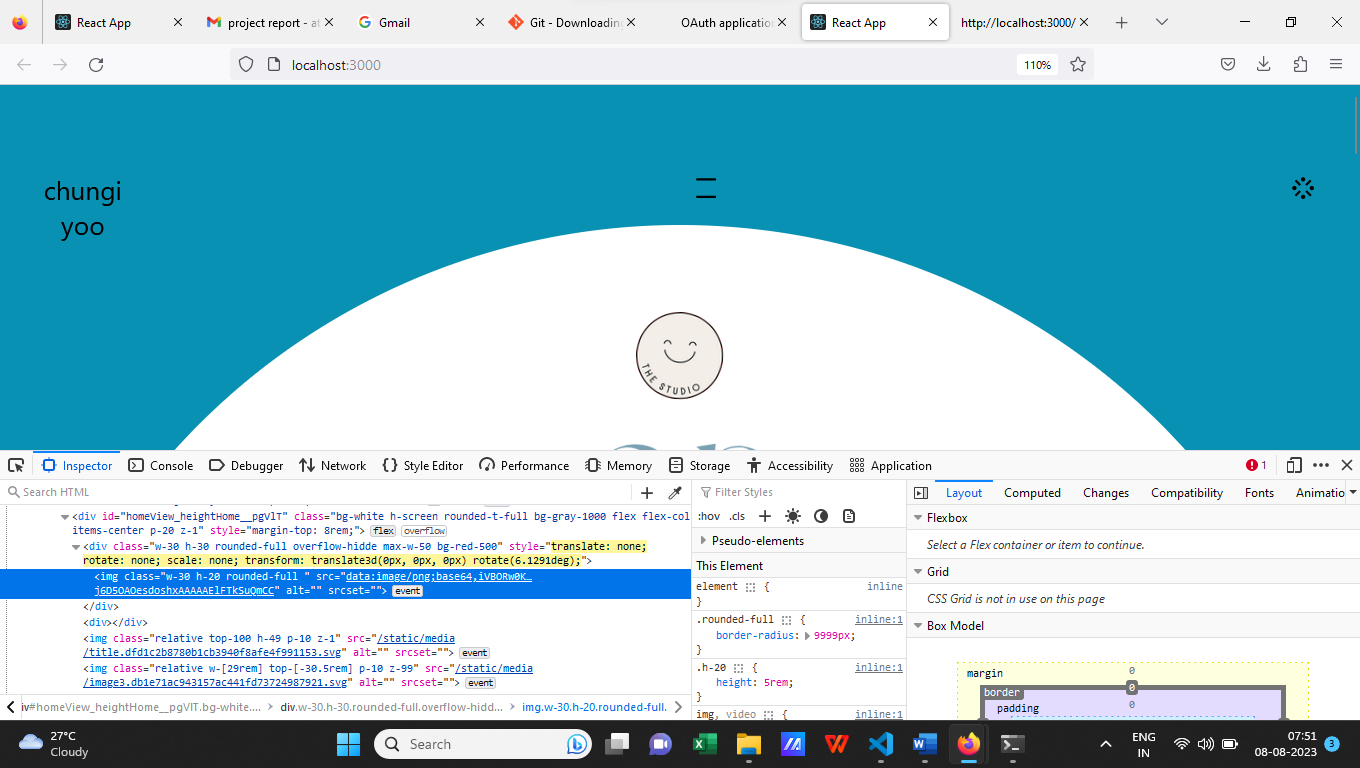 React App
project report - at
Gmail
Git - Downloading
OAuth application
React App
http://localhost:3000/
localhost:3000
110%
chungi
yoo
THE STUDIO
Inspector
Console
Debugger
Network
Style Editor
Performance
Memory
Storage
Accessibility
Application
1
Search HTML
<div id="homeView_heightHome__pgVlT" class="bg-white h-screen rounded-t-full bg-gray-1000 flex flex-col
items-center p-20 z-1" style="margin-top: 8rem;"> flex overflow
<div class="w-30 h-30 rounded-full overflow-hidde max-w-50 bg-red-500" style="translate: none;
rotate: none; scale: none; transform: translate3d(0px, 0px, 0px) rotate(6.1291deg);">
<img class="w-30 h-20 rounded-full " src="data:image/png;base64,iVBORw0K…
j6D5OAOesdoshxAAAAAElFTkSuQmCC" alt="" srcset=""> event
</div>
<div></div>
<img class="relative top-100 h-49 p-10 z-1" src="/static/media
/title.dfd1c2b8780b1cb3940f8afe4f991153.svg" alt="" srcset=""> event
<img class="relative w-[29rem] top-[-30.5rem] p-10 z-99" src="/static/media
/image3.db1e71ac943157ac441fd73724987921.svg" alt="" srcset=""> event
iv#homeView_heightHome__pgVlT.bg-white.…
div.w-30.h-30.rounded-full.overflow-hidd…
img.w-30.h-20.rounded-full.
Filter Styles
:hov .cls
Pseudo-elements
This Element
element { inline
}
.rounded-full { inline:1
border-radius: 9999px;
}
.h-20 { inline:1
height: 5rem;
}
img, video { inline:1
Layout
Computed
Changes
Compatibility
Fonts
Animatio
Flexbox
Select a Flex container or item to continue.
Grid
CSS Grid is not in use on this page
Box Model
margin 0
border 0
padding 0
27°C
Cloudy
Search
ENG
IN
07:51
08-08-2023
3